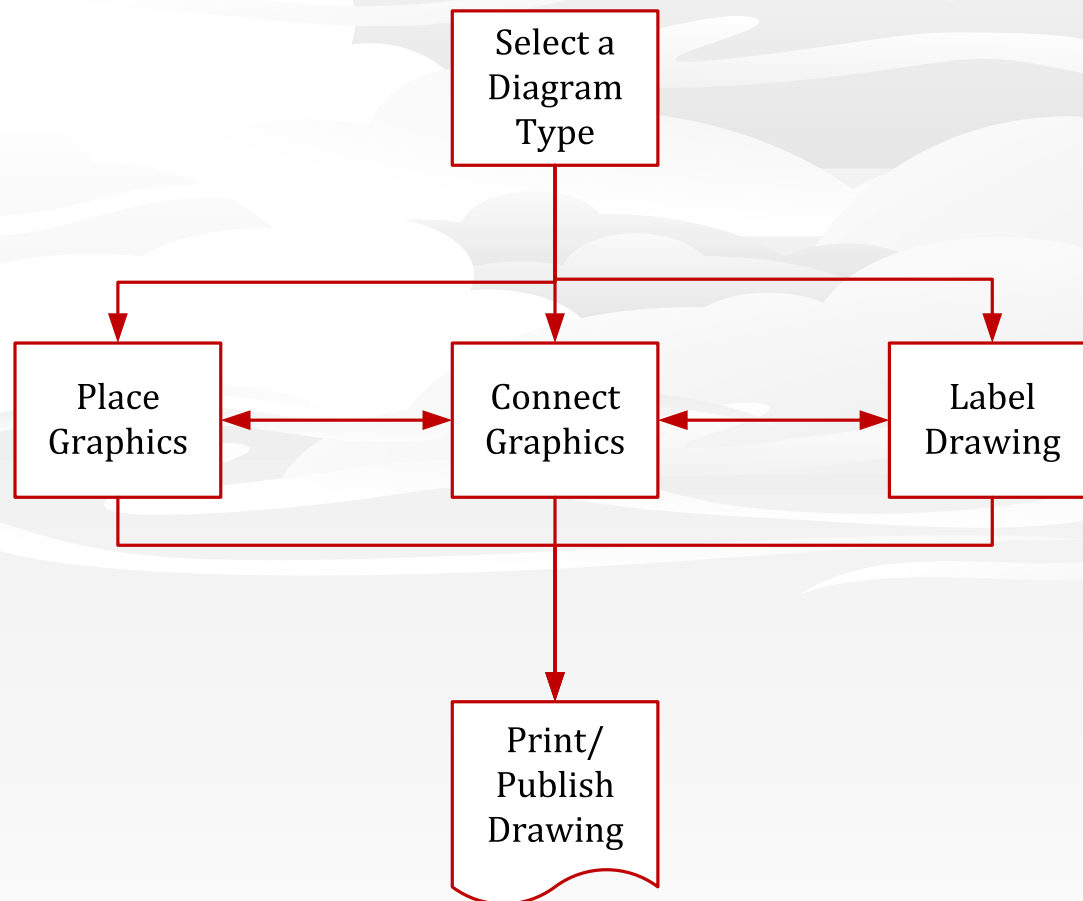 Select a
Diagram
Type
Place
Graphics
Connect
Graphics
Label
Drawing
Print/
Publish
Drawing